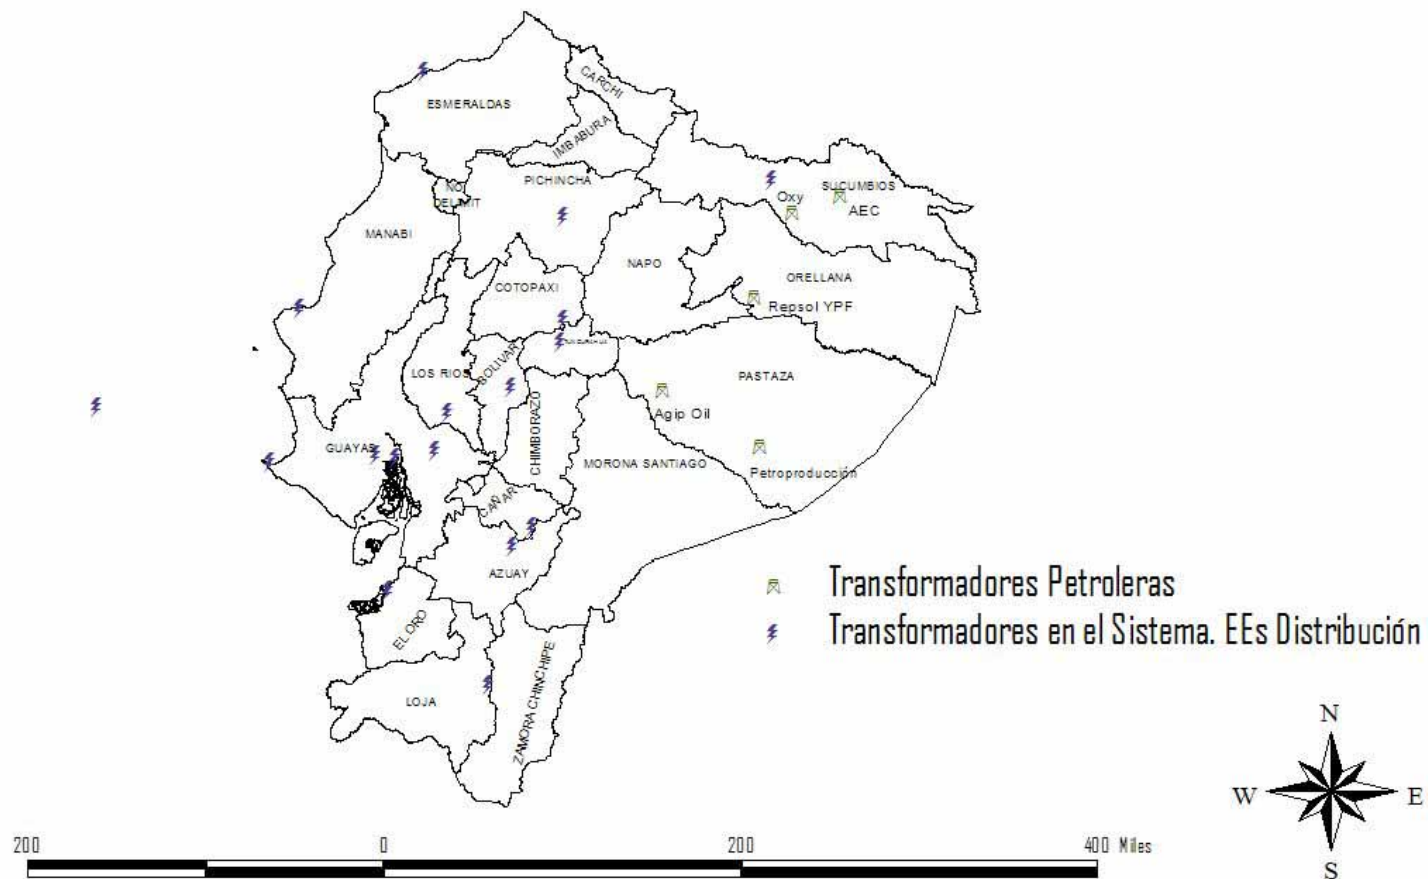 CARCHI
ESMERALDAS
IMBABURA
PICHINCHA
NO
DELIMIT
SUCUMBIOS
Oxy
AEC
MANABI
NAPO
ORELLANA
COTOPAXI
Repsol YPF
BOLIVAR
LOS RIOS
PASTAZA
Agip Oil
CHIMBORAZO
GUAYAS
MORONA SANTIAGO
Petroproducción
CAÑAR
AZUAY
Transformadores Petroleras
EL ORO
Transformadores en el Sistema. EEs Distribución
ZAMORA CHINCHIPE
LOJA
N
W
E
S
200
0
200
400 Miles